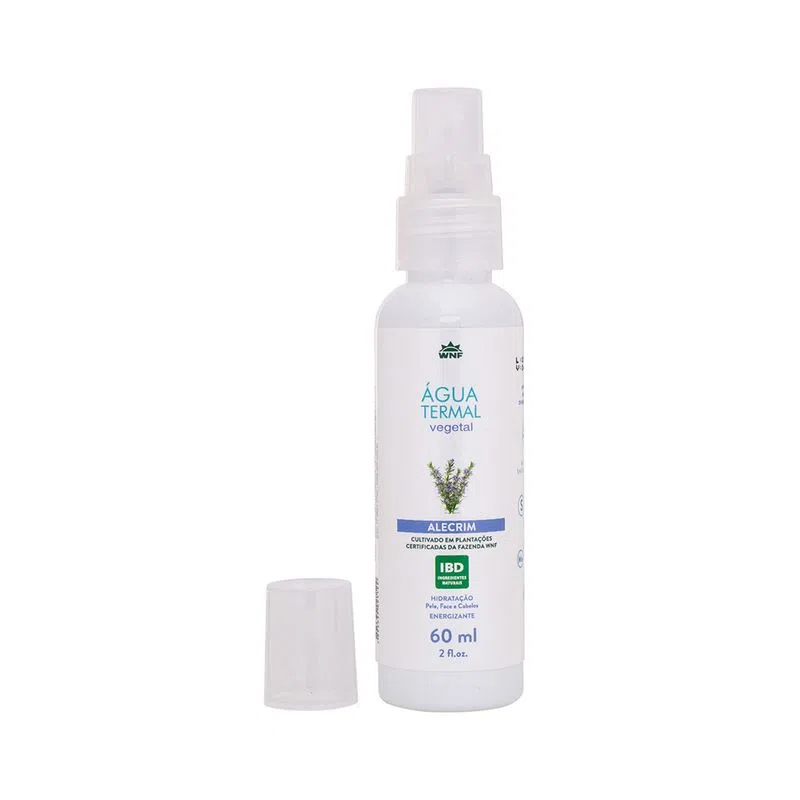 WNF
ÁGUA
TERMAL
vegetal
ALECRIM
CULTIVADO EM PLANTAÇÕES
CERTIFICADAS DA FAZENDA WNF
IBD
INGREDIENTES
NATURAIS
HIDRATAÇÃO
Pele, Face e Cabelos
ENERGIZANTE
60 ml
2 fl.oz.